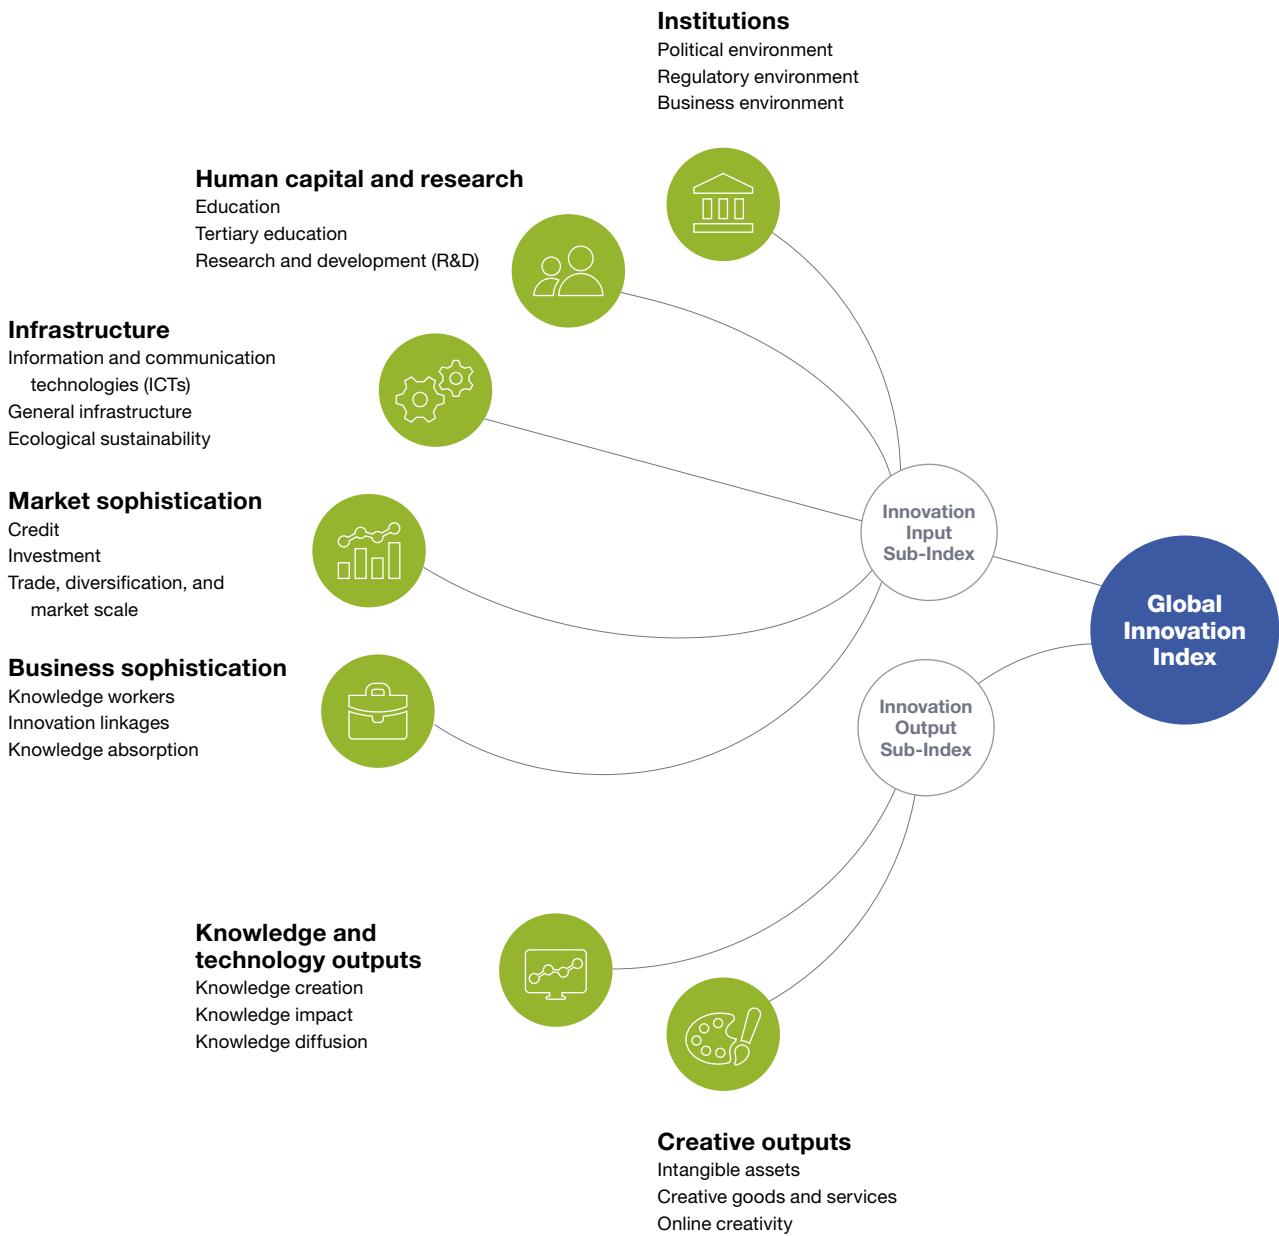 Institutions
Political environment
Regulatory environment
Business environment
Human capital and research
Education
Tertiary education
Research and development (R&D)
Infrastructure
Information and communication
technologies (ICTs)
General infrastructure
Ecological sustainability
Market sophistication
Credit
Investment
Trade, diversification, and
market scale
Business sophistication
Knowledge workers
Innovation linkages
Knowledge absorption
Innovation
Input
Sub-Index
Global
Innovation
Index
Innovation
Output
Sub-Index
Knowledge and
technology outputs
Knowledge creation
Knowledge impact
Knowledge diffusion
Creative outputs
Intangible assets
Creative goods and services
Online creativity